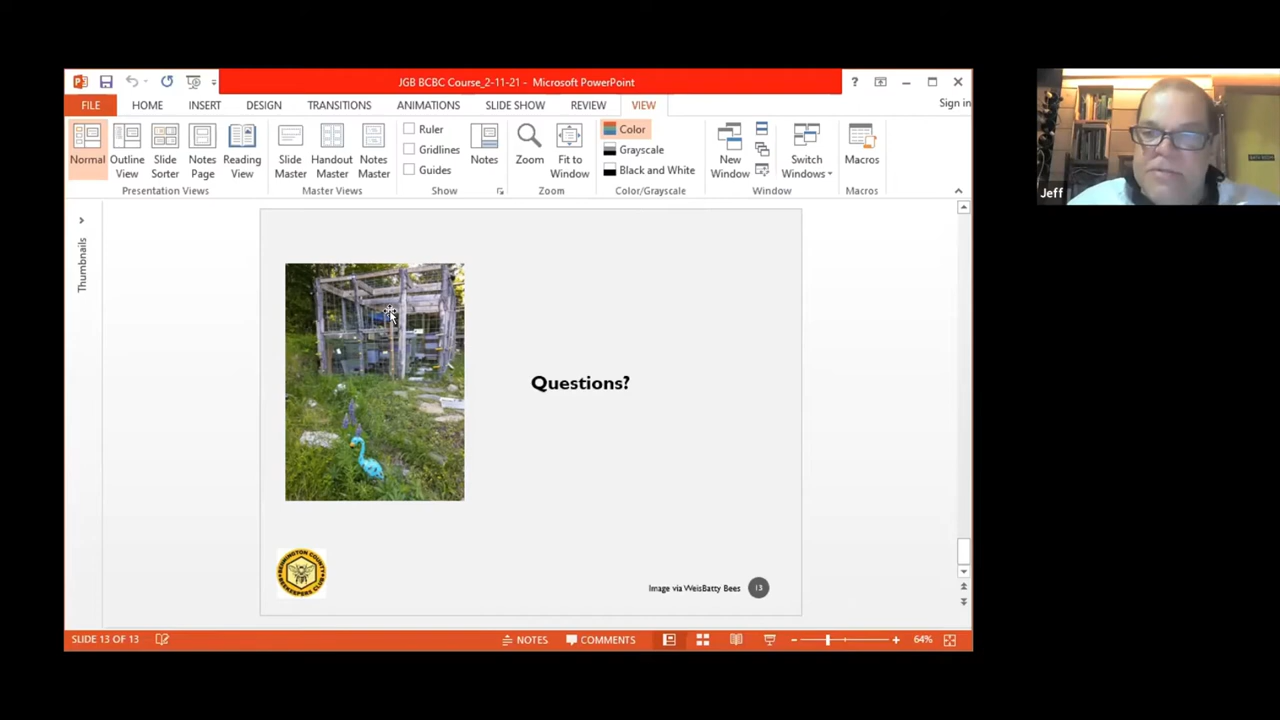 JGB BCBC Course_2-11-21 - Microsoft PowerPoint
?
Sign in
FILE HOME INSERT DESIGN TRANSITIONS ANIMATIONS SLIDE SHOW REVIEW VIEW
Normal
Outline View
Slide Sorter
Notes Page
Reading View
Presentation Views
Slide Master
Handout Master
Notes Master
Master Views
Ruler
Gridlines
Guides
Show
Notes
Zoom
Fit to Window
Zoom
Color
Grayscale
Black and White
Color/Grayscale
New Window
Switch Windows
Window
Macros
Macros
Thumbnails
Questions?
BENNINGTON COUNTY
BEEKEEPERS CLUB
Image via WeisBatty Bees 13
SLIDE 13 OF 13
NOTES
COMMENTS
64%
Jeff